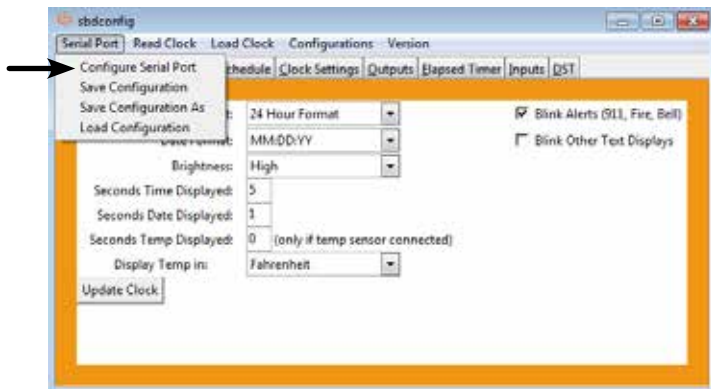 sbdconfig
Serial Port Read Clock Load Clock Configurations Version
Configure Serial Port
Save Configuration
Save Configuration As
Load Configuration
hedule Clock Settings Outputs Elapsed Timer Inputs DST
24 Hour Format
Blink Alerts (911, Fire, Bell)
MM:DD:YY
Blink Other Text Displays
Brightness: High
Seconds Time Displayed: 5
Seconds Date Displayed: 1
Seconds Temp Displayed: 0 (only if temp sensor connected)
Display Temp in: Fahrenheit
Update Clock